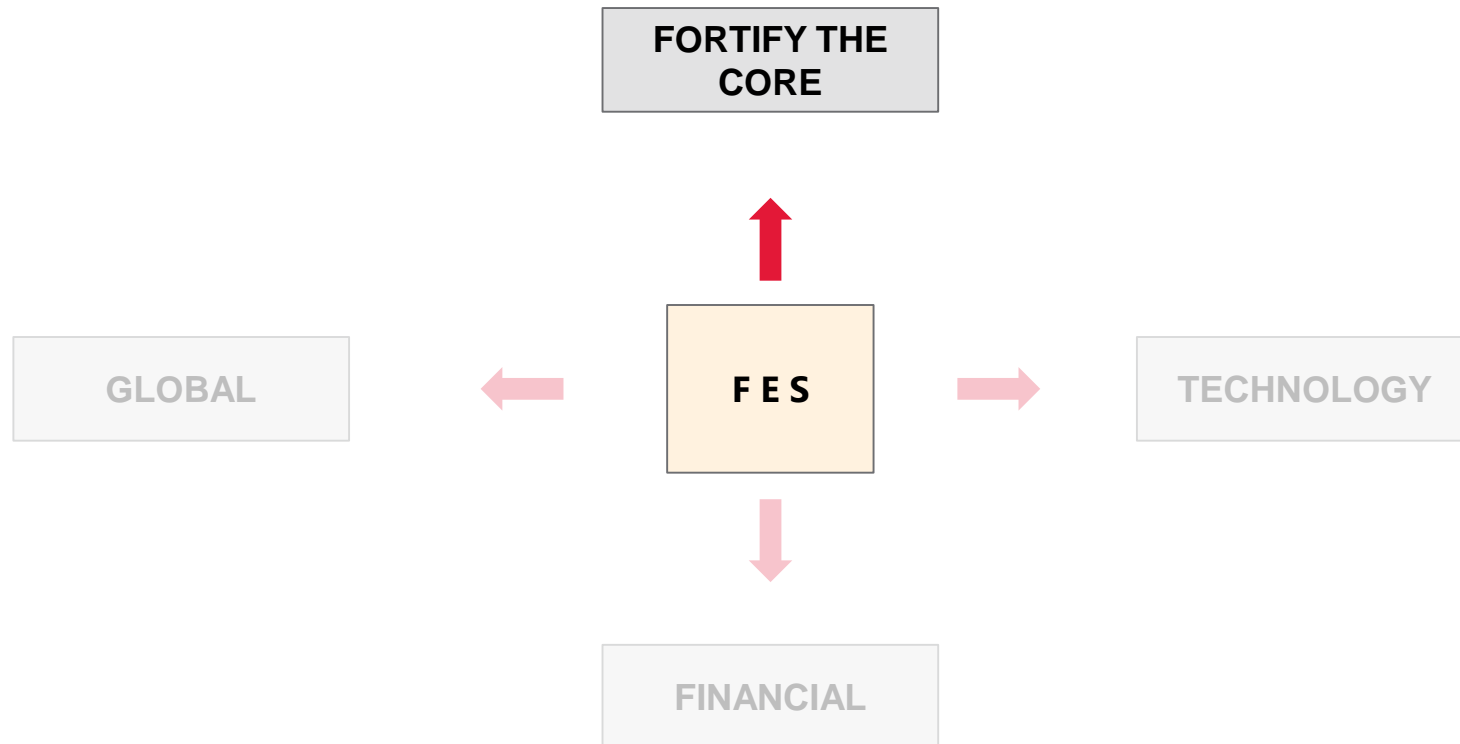 FORTIFY THE
CORE
GLOBAL
F E S
TECHNOLOGY
FINANCIAL